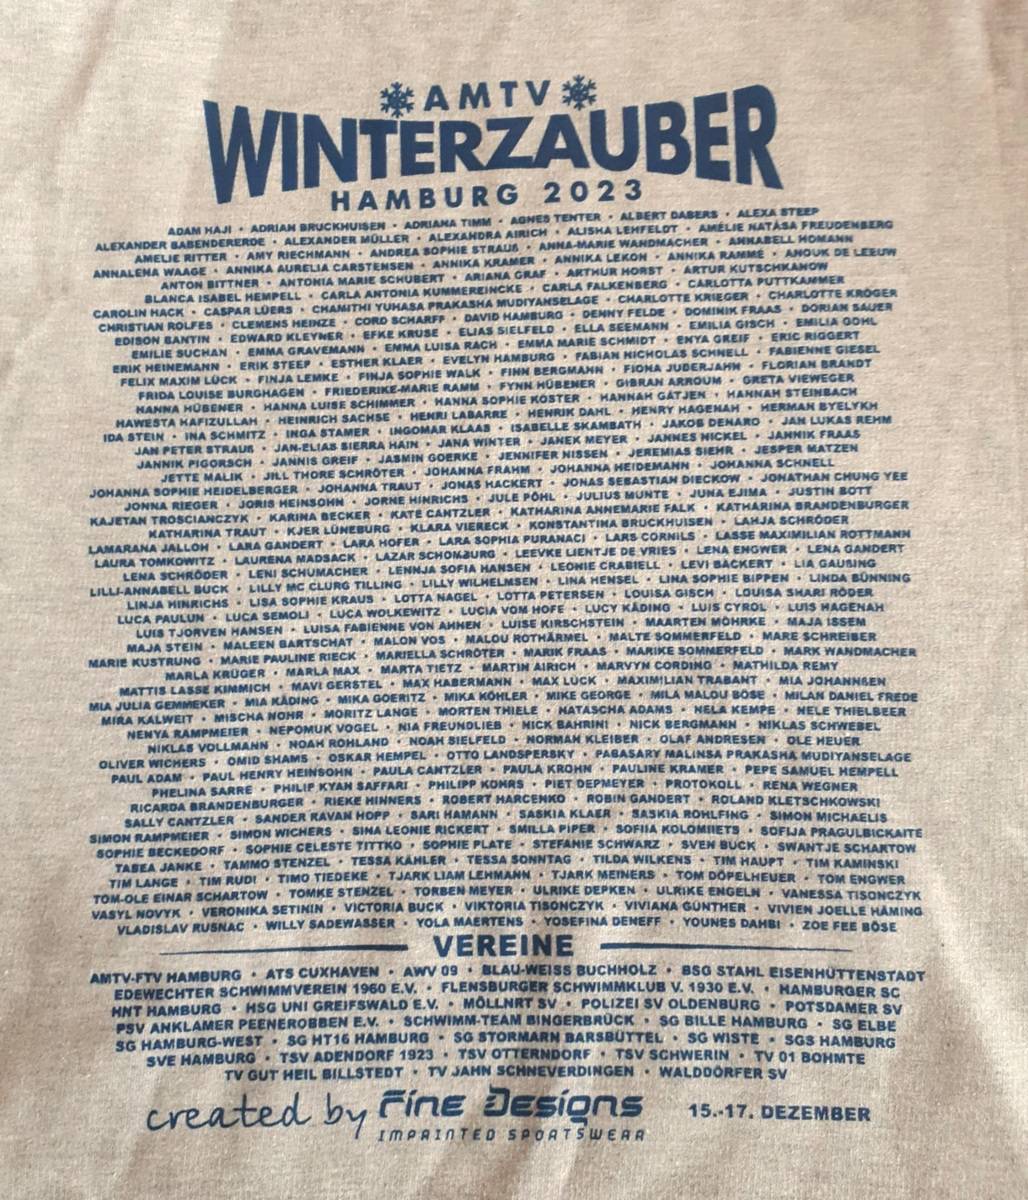 AMTV
WINTERZAUBER
HAMBURG 2023
ADAM HAJI · ADRIAN BRUCKHUISEN · ADRIANA TIMM · AGNES TENTER · ALBERT DABERS · ALEXA STEEP
ALEXANDER BABENDERERDE · ALEXANDER MÜLLER · ALEXANDRA AIRICH · ALISHA LEHFELDT · AMÉLIE NATÁSA FREUDENBERG
AMELIE RITTER · AMY RIECHMANN · ANDREA SOPHIE STRAUß · ANNA-MARIE WANDMACHER · ANNABELL HOMANN
ANNALENA WAAGE · ANNIKA AURELIA CARSTENSEN · ANNIKA KRAMER · ANNIKA LEKON · ANNIKA RAMME · ANOUK DE LEEUW
ANTON BITTNER · ANTONIA MARIE SCHUBERT · ARIANA GRAF · ARTHUR HORST · ARTUR KUTSCHKANOW
BLANCA ISABEL HEMPELL · CARLA ANTONIA KUMMEREINCKE · CARLA FALKENBERG · CARLOTTA PUTTKAMMER
CAROLIN HACK · CASPAR LÜERS · CHAMITHI YUHASA PRAKASHA MUDIYANSELAGE · CHARLOTTE KRIEGER · CHARLOTTE KRÖGER
CHRISTIAN ROLFES · CLEMENS HEINZE · CORD SCHARFF · DAVID HAMBURG · DENNY FELDE · DOMINIK FRAAS · DORIAN SAUER
EDISON BANTIN · EDWARD KLEYNER · EFKE KRUSE · ELIAS SIELFELD · ELLA SEEMANN · EMILIA GISCH · EMILIA GOHL
EMILIE SUCHAN · EMMA GRAVEMANN · EMMA LUISA RACH · EMMA MARIE SCHMIDT · ENYA GREIF · ERIC RIGGERT
ERIK HEINEMANN · ERIK STEEP · ESTHER KLAER · EVELYN HAMBURG · FABIAN NICHOLAS SCHNELL · FABIENNE GIESEL
FELIX MAXIM LÜCK · FINJA LEMKE · FINJA SOPHIE WALK · FINN BERGMANN · FIONA JUDERJAHN · FLORIAN BRANDT
FRIDA LOUISE BURGHAGEN · FRIEDERIKE-MARIE RAMM · FYNN HÜBENER · GIBRAN ARROUM · GRETA VIEWEGER
HANNA HÜBENER · HANNA LUISE SCHIMMER · HANNA SOPHIE KÖSTER · HANNAH GÄTJEN · HANNAH STEINBACH
HAWESTA HAFIZULLAH · HEINRICH SACHSE · HENRI LABARRE · HENRIK DAHL · HENRY HAGENAH · HERMAN BYELYKH
IDA STEIN · INA SCHMITZ · INGA STAMER · INGOMAR KLAAS · ISABELLE SKAMBATH · JAKOB DENARO · JAN LUKAS REHM
JAN PETER STRAUß · JAN-ELIAS SIERRA HAIN · JANA WINTER · JANEK MEYER · JANNES NICKEL · JANNIK FRAAS
JANNIK PIGORSCH · JANNIS GREIF · JASMIN GOERKE · JENNIFER NISSEN · JEREMIAS SIEHR · JESPER MATZEN
JETTE MALIK · JILL THORE SCHRÖTER · JOHANNA FRAHM · JOHANNA HEIDEMANN · JOHANNA SCHNELL
JOHANNA SOPHIE HEIDELBERGER · JOHANNA TRAUT · JONAS HACKERT · JONAS SEBASTIAN DIECKOW · JONATHAN CHUNG YEE
JONNA RIEGER · JORIS HEINSOHN · JORNE HINRICHS · JULE PÖHL · JULIUS MUNTE · JUNA EJIMA · JUSTIN BOTT
KAJETAN TROSCIANCZYK · KARINA BECKER · KATE CANTZLER · KATHARINA ANNEMARIE FALK · KATHARINA BRANDENBURGER
KATHARINA TRAUT · KJER LÜNEBURG · KLARA VIERECK · KONSTANTINA BRUCKHUISEN · LAHJA SCHRÖDER
LAMARANA JALLOH · LARA GANDERT · LARA HOFER · LARA SOPHIA PURANACI · LARS CORNILS · LASSE MAXIMILIAN ROTTMANN
LAURA TOMKOWITZ · LAURENA MADSACK · LAZAR SCHOMBURG · LEEVKE LIENTJE DE VRIES · LENA ENGWER · LENA GANDERT
LENA SCHRÖDER · LENI SCHUMACHER · LENNJA SOFIA HANSEN · LEONIE CRABIELL · LEVI BACKERT · LIA GAUßING
LILLI-ANNABELL BUCK · LILLY MC CLURG TILLING · LILLY WILHELMSEN · LINA HENSEL · LINA SOPHIE BIPPEN · LINDA BÜNNING
LINJA HINRICHS · LISA SOPHIE KRAUS · LOTTA NAGEL · LOTTA PETERSEN · LOUISA GISCH · LOUISA SHARI RÖDER
LUCA PAULUN · LUCA SEMOLI · LUCA WOLKEWITZ · LUCIA VOM HOFE · LUCY KÄDING · LUIS CYROL · LUIS HAGENAH
LUIS TJORVEN HANSEN · LUISA FABIENNE VON AHNEN · LUISE KIRSCHSTEIN · MAARTEN MÖHRKE · MAJA ISSEM
MAJA STEIN · MALEEN BARTSCHAT · MALON VOS · MALOU ROTHÄRMEL · MALTE SOMMERFELD · MARE SCHREIBER
MARIE KUSTRUNG · MARIE PAULINE RIECK · MARIELLA SCHRÖTER · MARIK FRAAS · MARIKE SOMMERFELD · MARK WANDMACHER
MARLA KRÜGER · MARLA MAX · MARTA TIETZ · MARTIN AIRICH · MARVYN CORDING · MATHILDA REMY
MATTIS LASSE KIMMICH · MAVI GERSTEL · MAX HABERMANN · MAX LÜCK · MAXIMILIAN TRABANT · MIA JOHANNSEN
MIA JULIA GEMMEKER · MIA KÄDING · MIKA GOERITZ · MIKA KÖHLER · MIKE GEORGE · MILA MALOU BÖSE · MILAN DANIEL FREDE
MIRA KALWEIT · MISCHA NOHR · MORITZ LANGE · MORTEN THIELE · NATASCHA ADAMS · NELA KEMPE · NELE THIELBEER
NENYA RAMPMEIER · NEPOMUK VOGEL · NIA FREUNDLIEB · NICK BAHRINI · NICK BERGMANN · NIKLAS SCHWEBEL
NIKLAS VOLLMANN · NOAH ROHLAND · NOAH SIELFELD · NORMAN KLEIBER · OLAF ANDRESEN · OLE HEUER
OLIVER WICHERS · OMID SHAMS · OSKAR HEMPEL · OTTO LANDSPERSKY · PABASARY MALINSA PRAKASHA MUDIYANSELAGE
PAUL ADAM · PAUL HENRY HEINSOHN · PAULA CANTZLER · PAULA KROHN · PAULINE KRAMER · PEPE SAMUEL HEMPELL
PHELINA SARRE · PHILIP KYAN SAFFARI · PHILIPP KOHRS · PIET DEPMEYER · PROTOKOLL · RENA WEGNER
RICARDA BRANDENBURGER · RIEKE HINNERS · ROBERT HARCENKO · ROBIN GANDERT · ROLAND KLETSCHKOWSKI
SALLY CANTZLER · SANDER RAVAN HOPP · SARI HAMANN · SASKIA KLAER · SASKIA ROHLFING · SIMON MICHAELIS
SIMON RAMPMEIER · SIMON WICHERS · SINA LEONIE RICKERT · SMILLA PIPER · SOFIIA KOLOMIIETS · SOFIJA PRAGULBICKAITE
SOPHIE BECKEDORF · SOPHIE CELESTE TITTKO · SOPHIE PLATE · STEFANIE SCHWARZ · SVEN BUCK · SWANTJE SCHARTOW
TABEA JANKE · TAMMO STENZEL · TESSA KÄHLER · TESSA SONNTAG · TILDA WILKENS · TIM HAUPT · TIM KAMINSKI
TIM LANGE · TIM RUDI · TIMO TIEDEKE · TJARK LIAM LEHMANN · TJARK MEINERS · TOM DÖPELHEUER · TOM ENGWER
TOM-OLE EINAR SCHARTOW · TOMKE STENZEL · TORBEN MEYER · ULRIKE DEPKEN · ULRIKE ENGELN · VANESSA TISONCZYK
VASYL NOVYK · VERONIKA SETININ · VICTORIA BUCK · VIKTORIA TISONCZYK · VIVIANA GÜNTHER · VIVIEN JOELLE HÄMING
VLADISLAV RUSNAC · WILLY SADEWASSER · YOLA MAERTENS · YOSEFINA DENEFF · YOUNES DAHBI · ZOE FEE BÖSE
VEREINE
AMTV-FTV HAMBURG · ATS CUXHAVEN · AWV 09 · BLAU-WEISS BUCHHOLZ · BSG STAHL EISENHÜTTENSTADT
EDEWECHTER SCHWIMMVEREIN 1960 E.V. · FLENSBURGER SCHWIMMKLUB V. 1930 E.V. · HAMBURGER SC
HNT HAMBURG · HSG UNI GREIFSWALD E.V. · MÖLLNRT SV · POLIZEI SV OLDENBURG · POTSDAMER SV
PSV ANKLAMER PEENEROBBEN E.V. · SCHWIMM-TEAM BINGERBRÜCK · SG BILLE HAMBURG · SG ELBE
SG HAMBURG-WEST · SG HT16 HAMBURG · SG STORMARN BARSBÜTTEL · SG WISTE · SGS HAMBURG
SVE HAMBURG · TSV ADENDORF 1923 · TSV OTTERNDORF · TSV SCHWERIN · TV 01 BOHMTE
TV GUT HEIL BILLSTEDT · TV JAHN SCHNEVERDINGEN · WALDDÖRFER SV
created by Fine Designs 15.-17. DEZEMBER
IMPRINTED SPORTSWEAR